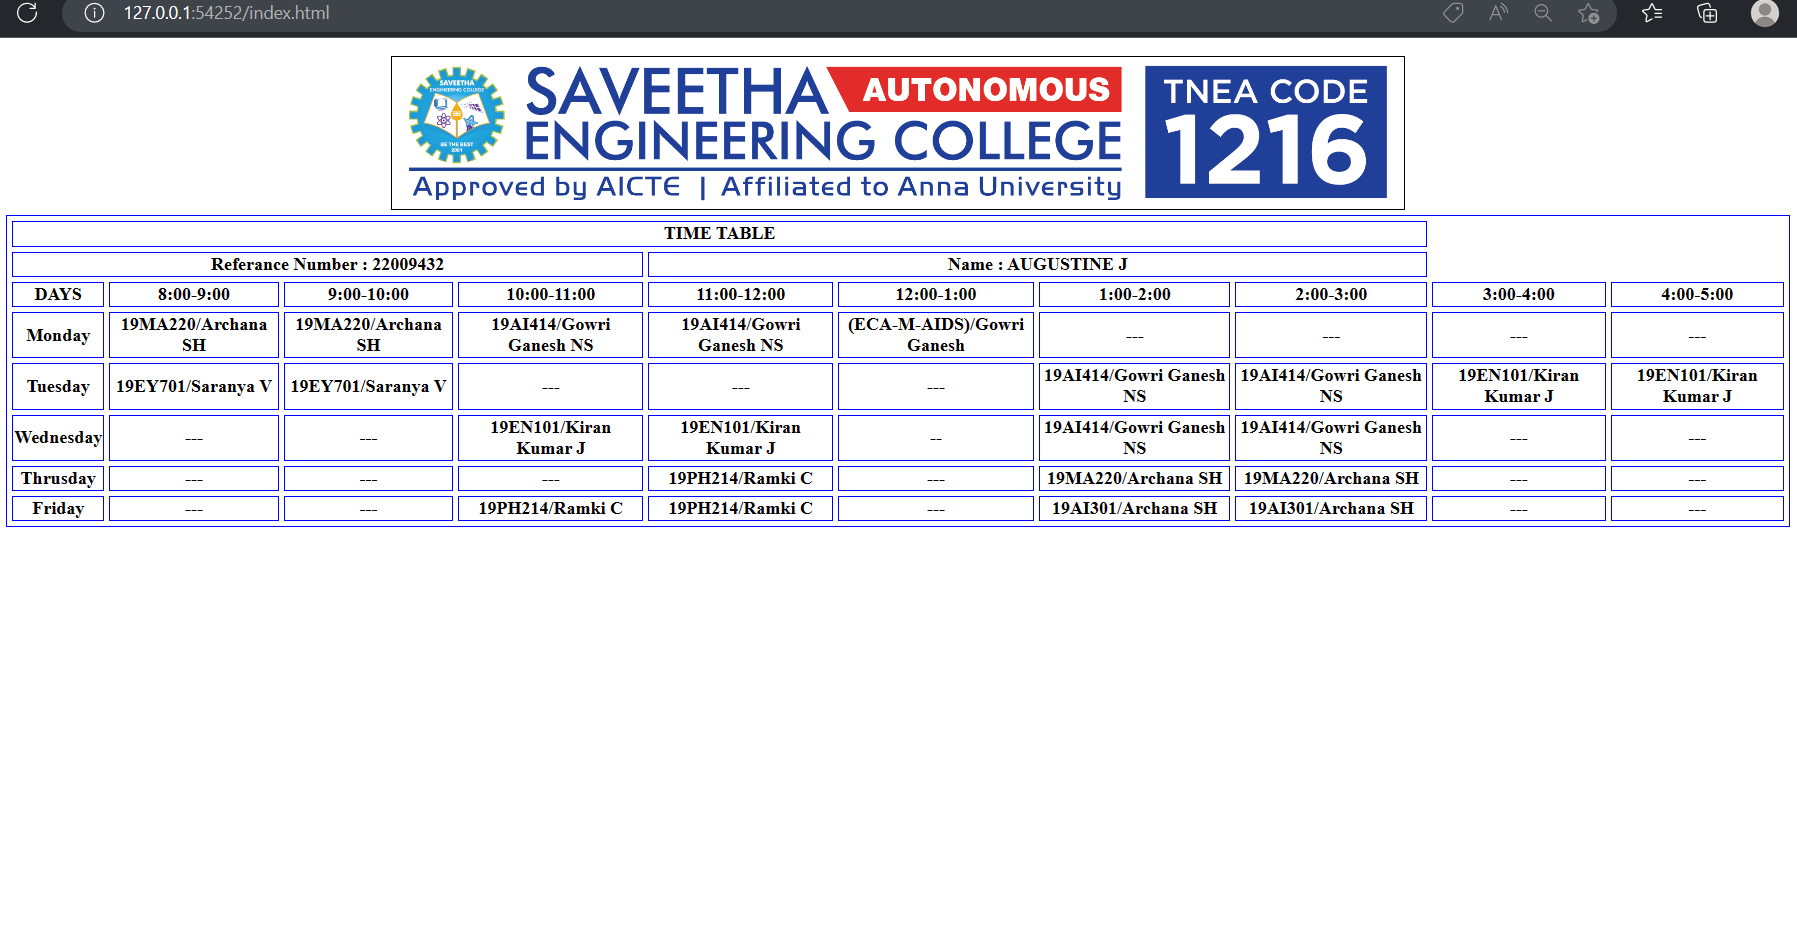 127.0.0.1:54252/index.html
SAVEETHA
ENGINEERING COLLEGE
BE THE BEST
2001
SAVEETHA AUTONOMOUS
ENGINEERING COLLEGE
Approved by AICTE | Affiliated to Anna University
TNEA CODE
1216
TIME TABLE
Referance Number : 22009432 Name : AUGUSTINE J
DAYS 8:00-9:00 9:00-10:00 10:00-11:00 11:00-12:00 12:00-1:00 1:00-2:00 2:00-3:00 3:00-4:00 4:00-5:00
Monday 19MA220/Archana SH 19MA220/Archana SH 19AI414/Gowri Ganesh NS 19AI414/Gowri Ganesh NS (ECA-M-AIDS)/Gowri Ganesh --- --- --- ---
Tuesday 19EY701/Saranya V 19EY701/Saranya V --- --- --- 19AI414/Gowri Ganesh NS 19AI414/Gowri Ganesh NS 19EN101/Kiran Kumar J 19EN101/Kiran Kumar J
Wednesday --- --- 19EN101/Kiran Kumar J 19EN101/Kiran Kumar J -- 19AI414/Gowri Ganesh NS 19AI414/Gowri Ganesh NS --- ---
Thrusday --- --- --- 19PH214/Ramki C --- 19MA220/Archana SH 19MA220/Archana SH --- ---
Friday --- --- 19PH214/Ramki C 19PH214/Ramki C --- 19AI301/Archana SH 19AI301/Archana SH --- ---